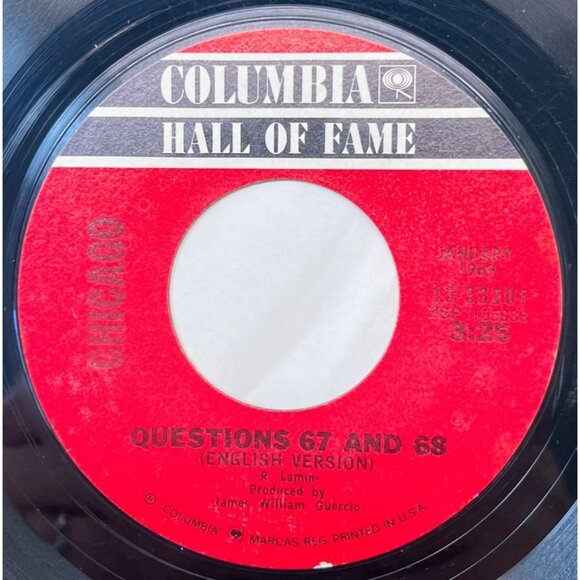 COLUMBIA
HALL OF FAME
CHICAGO
JANUARY
1969
3:25
QUESTIONS 67 AND 68
(ENGLISH VERSION)
-R. Lamin-
Produced by
James William Guercio
℗ "COLUMBIA" MARCAS REG. PRINTED IN U.S.A.